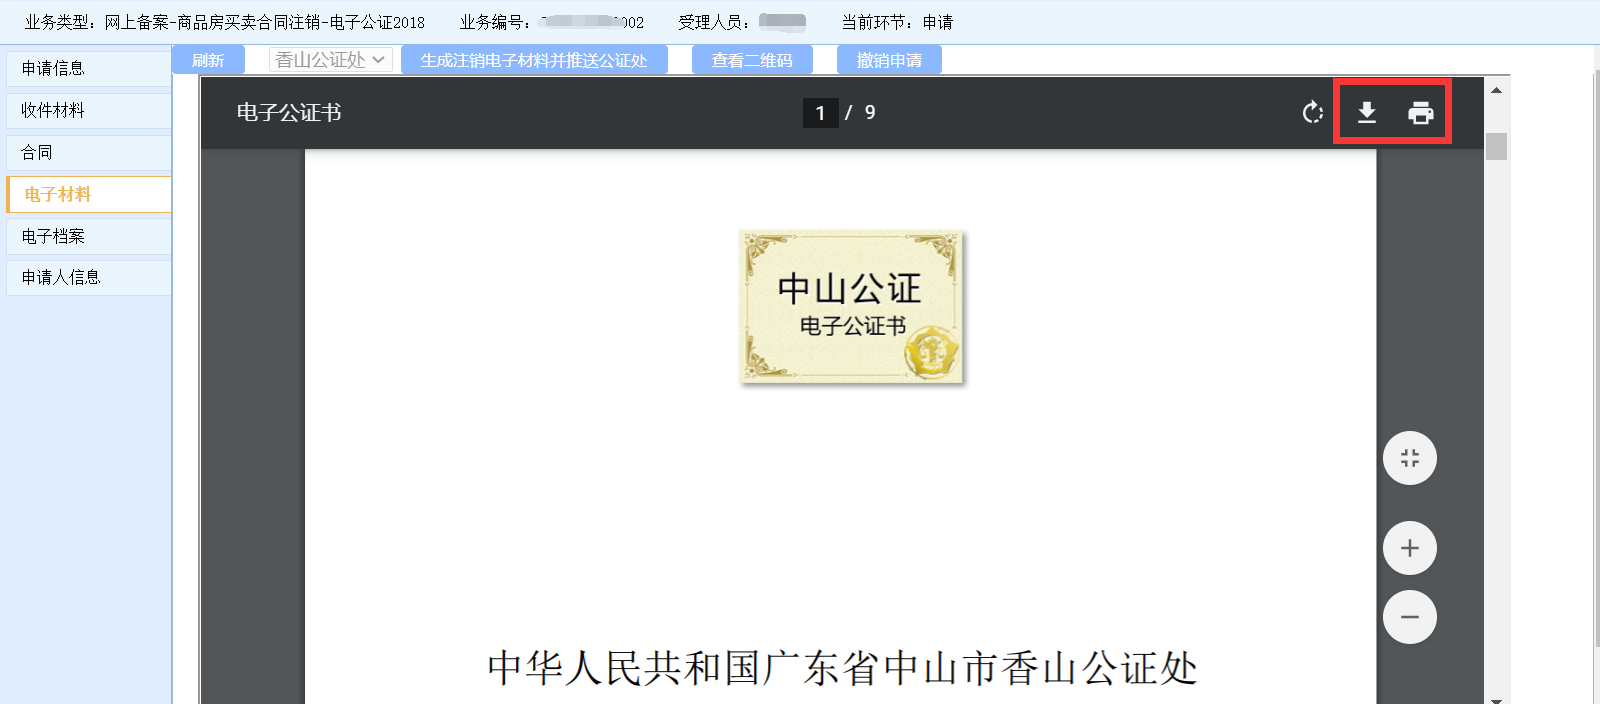 业务类型：网上备案-商品房买卖合同注销-电子公证2018 业务编号：002 受理人员： 当前环节：申请
刷新 香山公证处 生成注销电子材料并推送公证处 查看二维码 撤销申请
申请信息
收件材料
合同
电子材料
电子档案
申请人信息
电子公证书 1 / 9
中山公证
电子公证书
中华人民共和国广东省中山市香山公证处